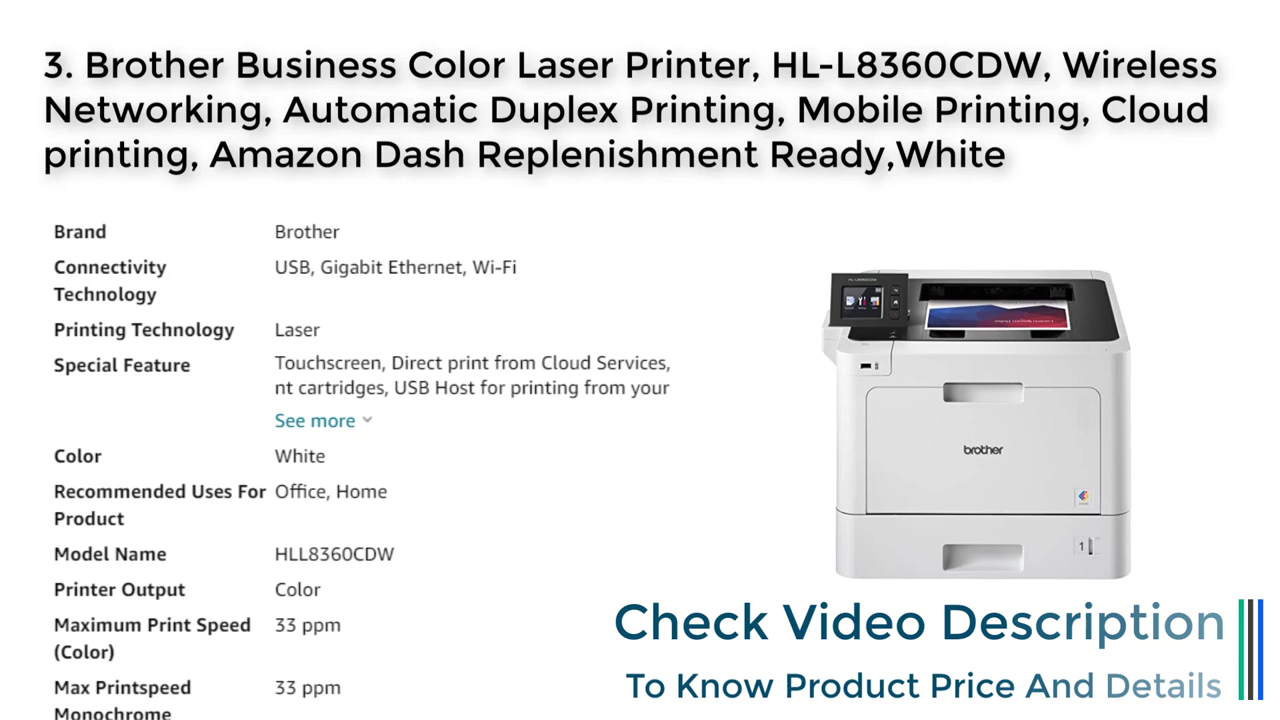 3. Brother Business Color Laser Printer, HL-L8360CDW, Wireless
Networking, Automatic Duplex Printing, Mobile Printing, Cloud
printing, Amazon Dash Replenishment Ready,White
Brand Brother
Connectivity USB, Gigabit Ethernet, Wi-Fi
Technology
Printing Technology Laser
Special Feature Touchscreen, Direct print from Cloud Services,
nt cartridges, USB Host for printing from your
See more
Color White
Recommended Uses For Office, Home
Product
Model Name HLL8360CDW
Printer Output Color
Maximum Print Speed 33 ppm
(Color)
Max Printspeed 33 ppm
Monochrome
brother
1
Check Video Description
To Know Product Price And Details